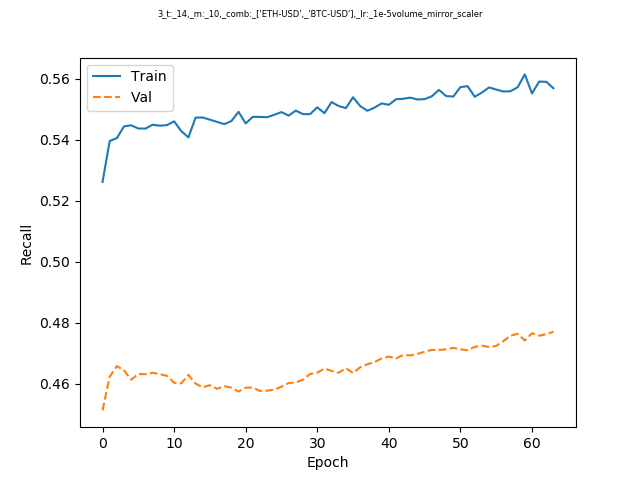 3_t:_14,_m:_10,_comb:_['ETH-USD',_'BTC-USD'],_lr:_1e-5volume_mirror_scaler
Train
Val
0.56
0.54
0.52
0.50
0.48
0.46
Recall
0 10 20 30 40 50 60
Epoch